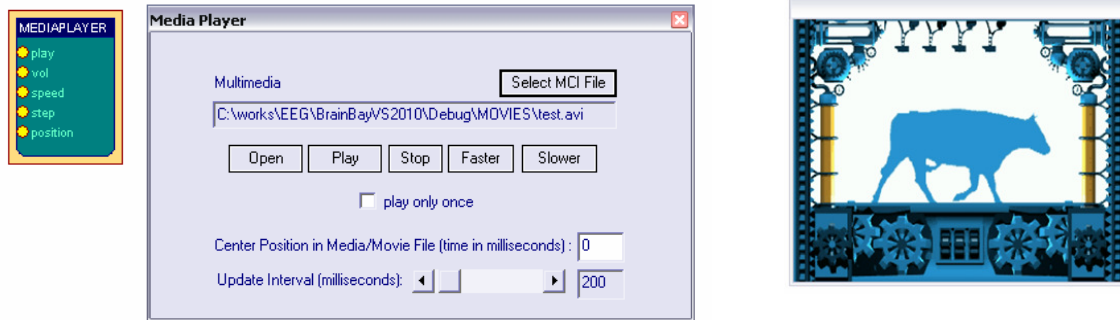 MEDIAPLAYER
play
vol
speed
step
position
Media Player
Multimedia
Select MCI File
C:\works\EEG\BrainBayVS2010\Debug\MOVIES\test.avi
Open Play Stop Faster Slower
play only once
Center Position in Media/Movie File (time in milliseconds) : 0
Update Interval (milliseconds): 200